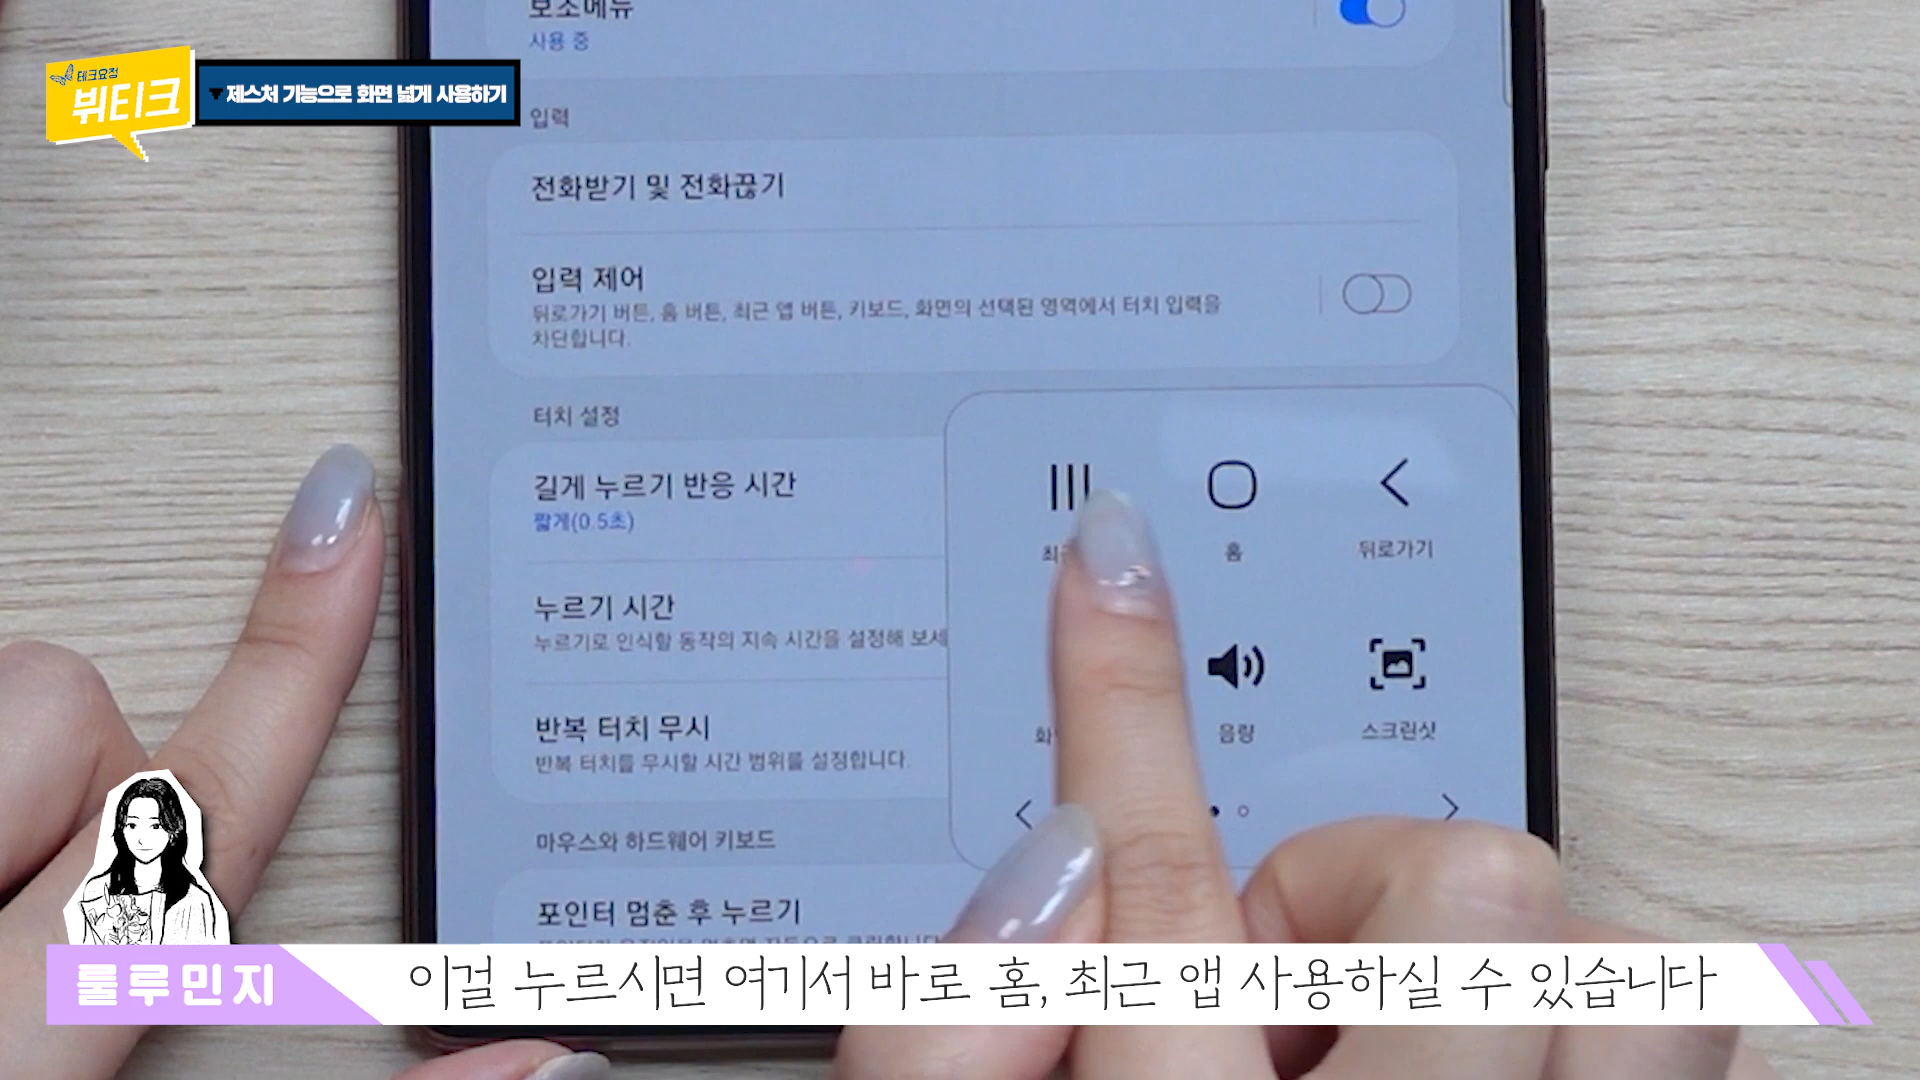 테크요정
뷰티크
▼제스처 기능으로 화면 넓게 사용하기
보조메뉴
사용 중
입력
전화받기 및 전화끊기
입력 제어
뒤로가기 버튼, 홈 버튼, 최근 앱 버튼, 키보드, 화면의 선택된 영역에서 터치 입력을
차단합니다.
터치 설정
길게 누르기 반응 시간
짧게(0.5초)
홈
뒤로가기
누르기 시간
누르기로 인식할 동작의 지속 시간을 설정해 보세
반복 터치 무시
반복 터치를 무시할 시간 범위를 설정합니다.
음량
스크린샷
마우스와 하드웨어 키보드
포인터 멈춘 후 누르기
룰루민지
이걸 누르시면 여기서 바로 홈, 최근 앱 사용하실 수 있습니다